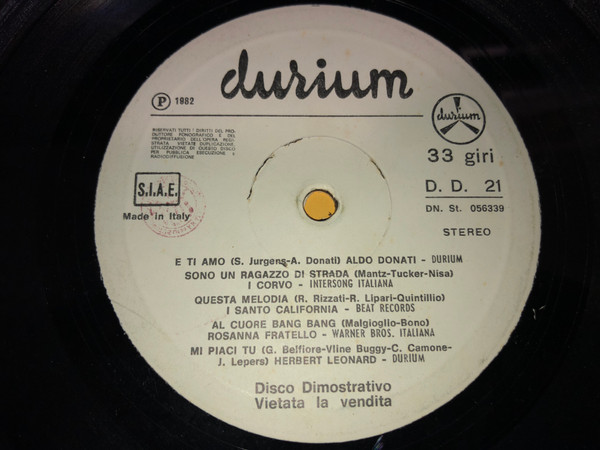 durium
Ⓟ 1982
RISERVATI TUTTI I DIRITTI DEL PRO-
DUTTORE FONOGRAFICO E DEL
PROPRIETARIO DELL'OPERA REGI-
STRATA VIETATE DUPLICAZIONE,
UTILIZZAZIONE DI QUESTO DISCO
PER PUBBLICA ESECUZIONE E
RADIODIFFUSIONE
durium
33 giri
S.I.A.E.
D. D. 21
Made in Italy
DN. St. 056339
STEREO
E TI AMO (S. Jurgens-A. Donati) ALDO DONATI - DURIUM
SONO UN RAGAZZO DI STRADA (Mantz-Tucker-Nisa)
I CORVO - INTERSONG ITALIANA
QUESTA MELODIA (R. Rizzati-R. Lipari-Quintillio)
I SANTO CALIFORNIA - BEAT RECORDS
AL CUORE BANG BANG (Malgioglio-Bono)
ROSANNA FRATELLO - WARNER BROS. ITALIANA
MI PIACI TU (G. Belfiore-Vline Buggy-C. Camone-
J. Lepers) HERBERT LEONARD - DURIUM
Disco Dimostrativo
Vietata la vendita